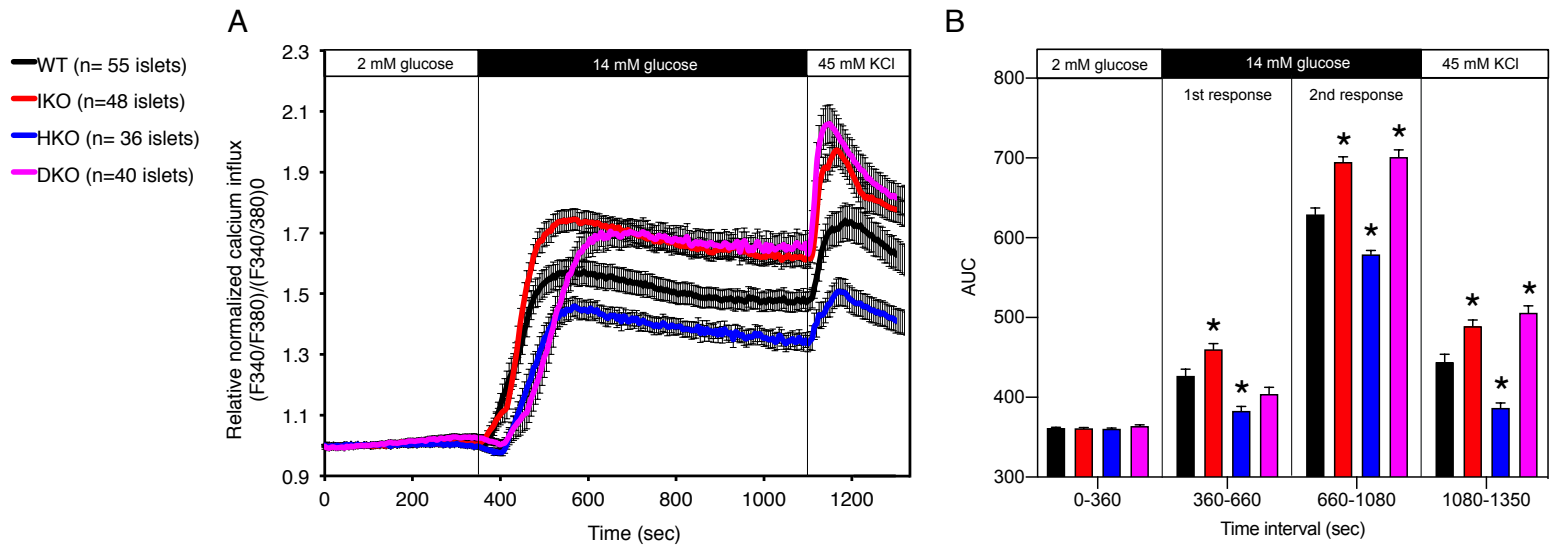 A
B
WT (n= 55 islets)
IKO (n=48 islets)
HKO (n= 36 islets)
DKO (n=40 islets)
Relative normalized calcium influx
(F340/F380)/(F340/380)0
2.3
2.1
1.9
1.7
1.5
1.3
1.1
0.9
2 mM glucose
14 mM glucose
45 mM KCl
0
200
400
600
800
1000
1200
Time (sec)
AUC
800
700
600
500
400
300
2 mM glucose
14 mM glucose
45 mM KCl
1st response
2nd response
*
*
*
*
*
*
*
*
0-360
360-660
660-1080
1080-1350
Time interval (sec)